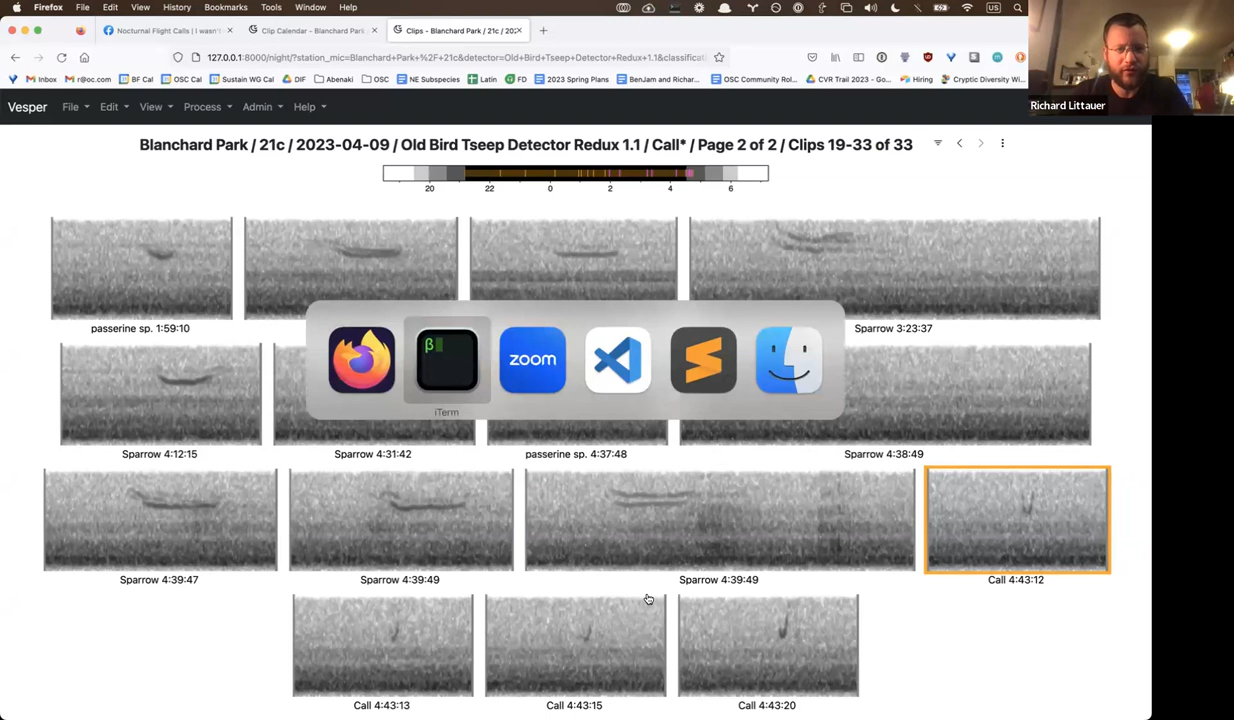 Firefox File Edit View History Bookmarks Tools Window Help US
Nocturnal Flight Calls | I wasn't
Clip Calendar - Blanchard Park
Clips - Blanchard Park / 21c / 202
127.0.0.1:8000/night/?station_mic=Blanchard+Park+%2F+21c&detector=Old+Bird+Tseep+Detector+Redux+1.1&classificat
Inbox r@oc.com BF Cal OSC Cal Sustain WG Cal DIF Abenaki OSC NE Subspecies Latin FD 2023 Spring Plans BenJam and Richar... OSC Community Rol... CVR Trail 2023 - Go... Hiring Cryptic Diversity Wi...
Richard Littauer
Vesper File Edit View Process Admin Help
Blanchard Park / 21c / 2023-04-09 / Old Bird Tseep Detector Redux 1.1 / Call* / Page 2 of 2 / Clips 19-33 of 33
20 22 0 2 4 6
passerine sp. 1:59:10
Sparrow 3:23:37
β
zoom
iTerm
Sparrow 4:12:15
Sparrow 4:31:42
passerine sp. 4:37:48
Sparrow 4:38:49
Sparrow 4:39:47
Sparrow 4:39:49
Sparrow 4:39:49
Call 4:43:12
Call 4:43:13
Call 4:43:15
Call 4:43:20